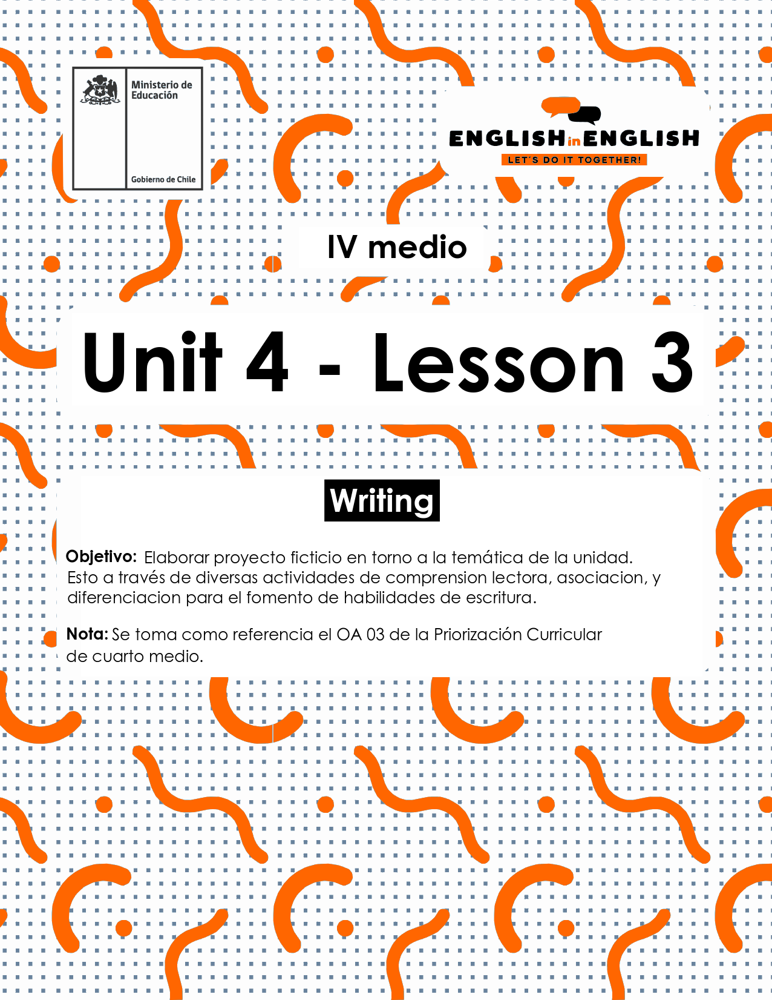 Ministerio de
Educación
Gobierno de Chile
ENGLISH in ENGLISH
LET'S DO IT TOGETHER!
IV medio
Unit 4 - Lesson 3
Writing
Objetivo: Elaborar proyecto ficticio en torno a la temática de la unidad.
Esto a través de diversas actividades de comprension lectora, asociacion, y
diferenciacion para el fomento de habilidades de escritura.
Nota: Se toma como referencia el OA 03 de la Priorización Curricular
de cuarto medio.